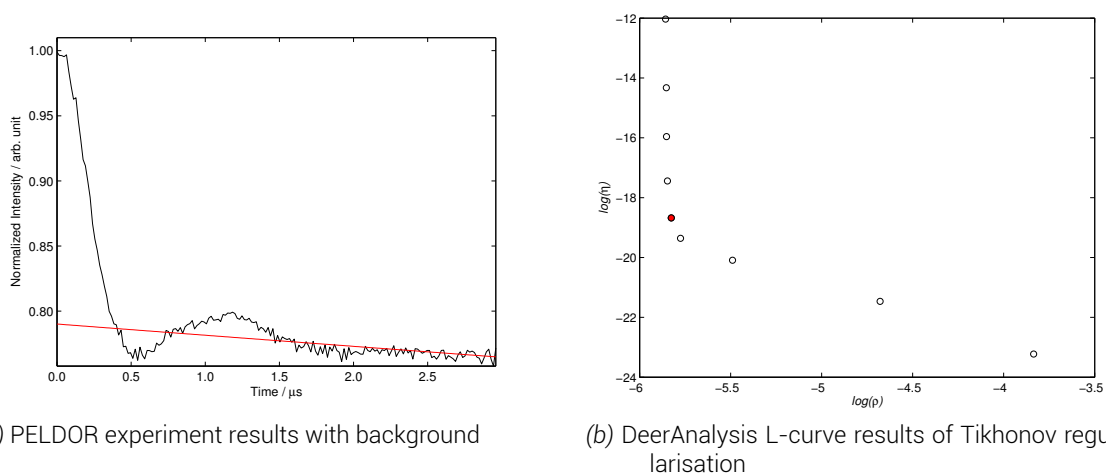 1.00
0.95
0.90
0.85
0.80
Normalized Intensity / arb. unit
0.0 0.5 1.0 1.5 2.0 2.5
Time / μs
) PELDOR experiment results with background
−12
−14
−16
−18
−20
−22
−24
log(η)
−6 −5.5 −5 −4.5 −4 −3.5
log(ρ)
(b) DeerAnalysis L-curve results of Tikhonov regu
larisation